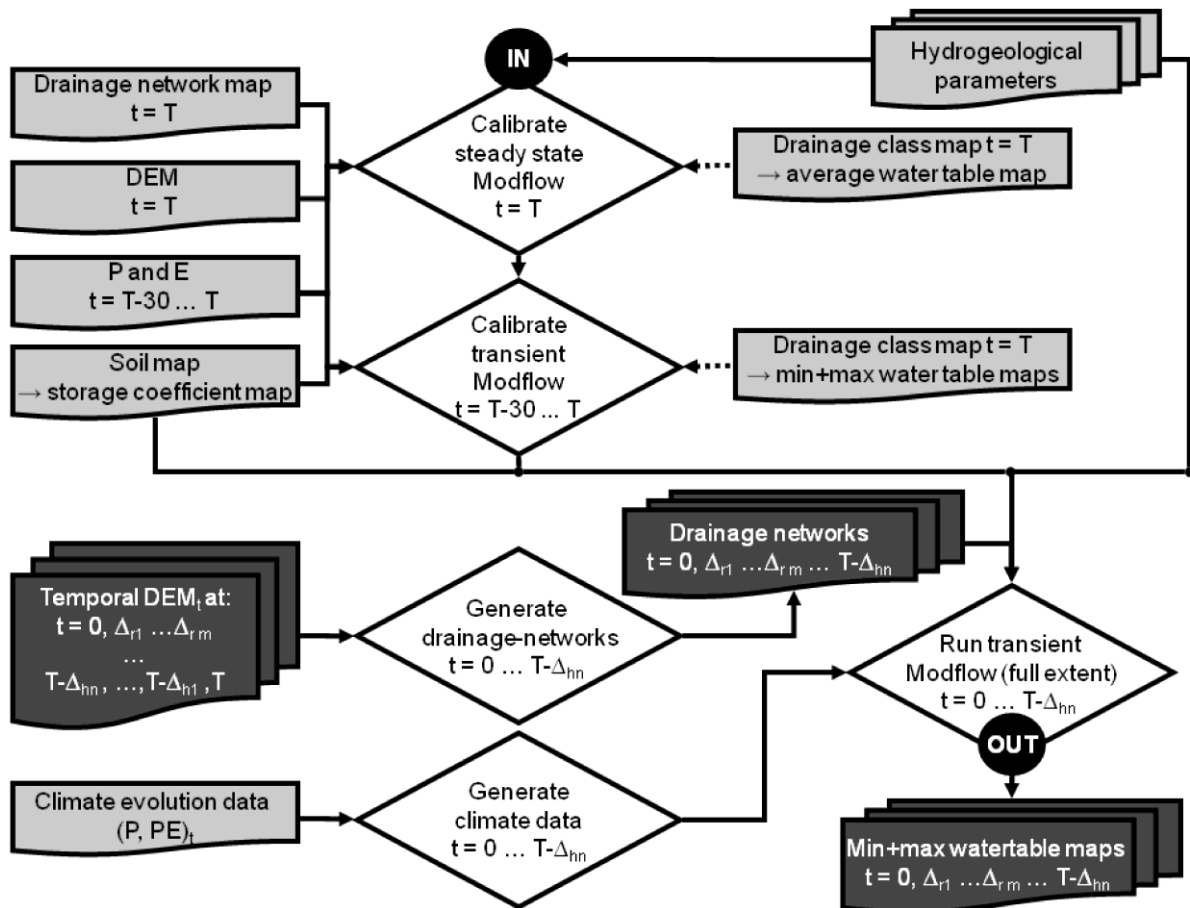 IN
Hydrogeological
parameters
Drainage network map
t = T
Calibrate
steady state
Modflow
t = T
Drainage class map t = T
→ average water table map
DEM
t = T
P and E
t = T-30 ... T
Calibrate
transient
Modflow
t = T-30 ... T
Drainage class map t = T
→ min+max water table maps
Soil map
→ storage coefficient map
Drainage networks
t = 0, Δr1 ...Δr m ... T-Δhn
Temporal DEMt at:
t = 0, Δr1 ...Δr m
...
T-Δhn , ...,T-Δh1 ,T
Generate
drainage-networks
t = 0 ... T-Δhn
Run transient
Modflow (full extent)
t = 0 ... T-Δhn
OUT
Climate evolution data
(P, PE)t
Generate
climate data
t = 0 ... T-Δhn
Min+max watertable maps
t = 0, Δr1 ...Δr m ... T-Δhn